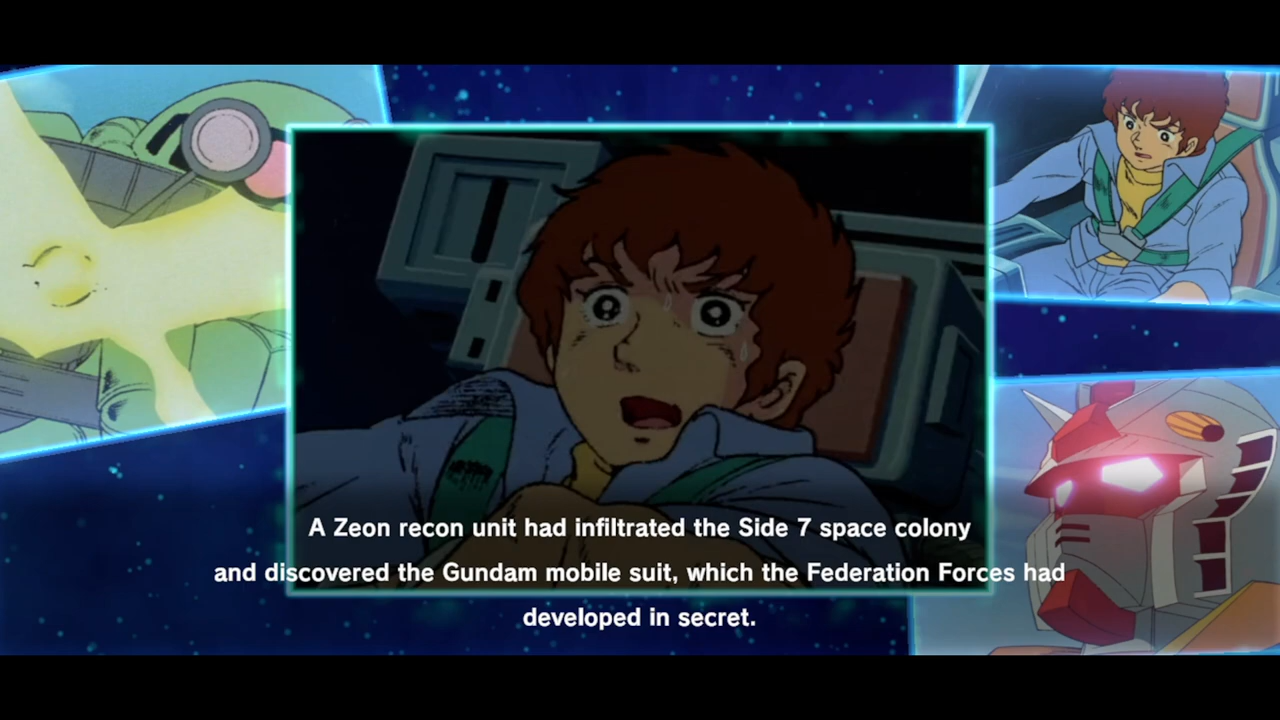 A Zeon recon unit had infiltrated the Side 7 space colony
and discovered the Gundam mobile suit, which the Federation Forces had
developed in secret.